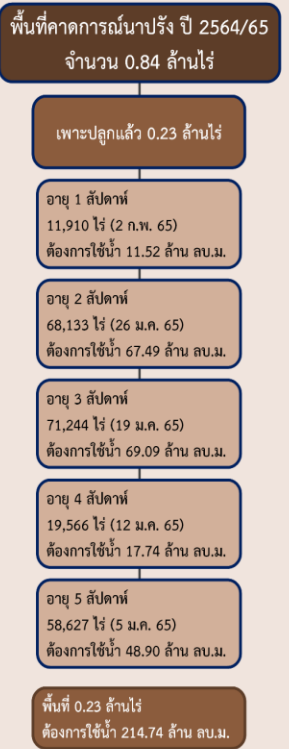 พื้นที่คาดการณ์นาปรัง ปี 2564/65
จำนวน 0.84 ล้านไร่
เพาะปลูกแล้ว 0.23 ล้านไร่
อายุ 1 สัปดาห์
11,910 ไร่ (2 ก.พ. 65)
ต้องการใช้น้ำ 11.52 ล้าน ลบ.ม.
อายุ 2 สัปดาห์
68,133 ไร่ (26 ม.ค. 65)
ต้องการใช้น้ำ 67.49 ล้าน ลบ.ม.
อายุ 3 สัปดาห์
71,244 ไร่ (19 ม.ค. 65)
ต้องการใช้น้ำ 69.09 ล้าน ลบ.ม.
อายุ 4 สัปดาห์
19,566 ไร่ (12 ม.ค. 65)
ต้องการใช้น้ำ 17.74 ล้าน ลบ.ม.
อายุ 5 สัปดาห์
58,627 ไร่ (5 ม.ค. 65)
ต้องการใช้น้ำ 48.90 ล้าน ลบ.ม.
พื้นที่ 0.23 ล้านไร่
ต้องการใช้น้ำ 214.74 ล้าน ลบ.ม.